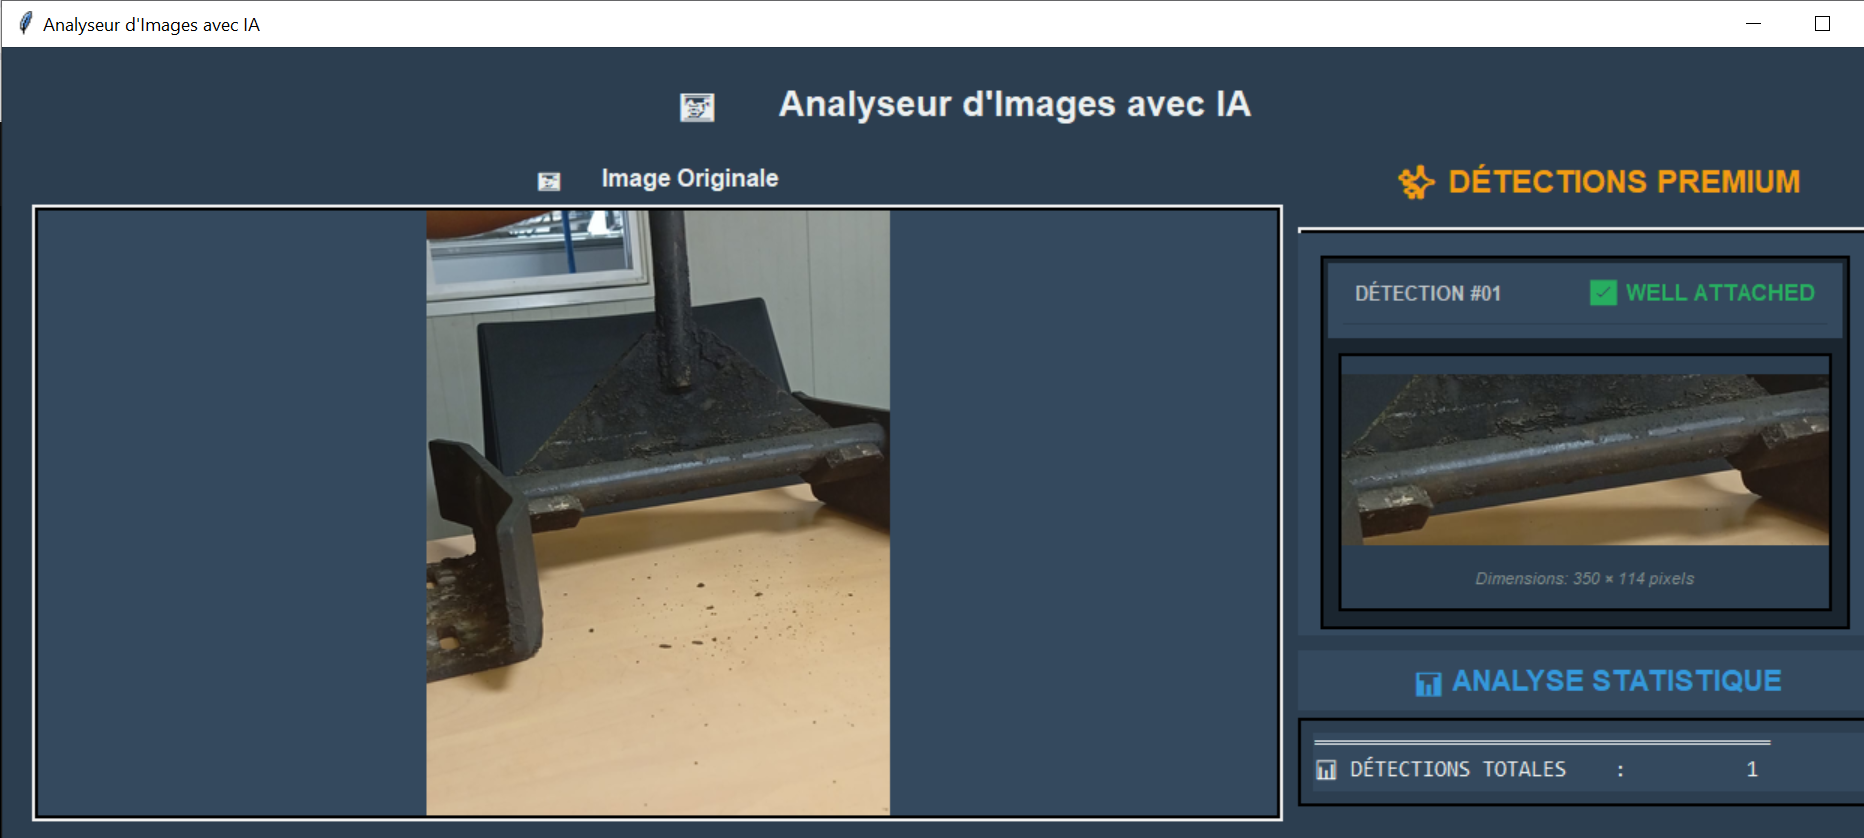 Analyseur d'Images avec IA
Analyseur d'Images avec IA
Image Originale
DÉTECTIONS PREMIUM
DÉTECTION #01
WELL ATTACHED
Dimensions: 350 × 114 pixels
ANALYSE STATISTIQUE
DÉTECTIONS TOTALES : 1